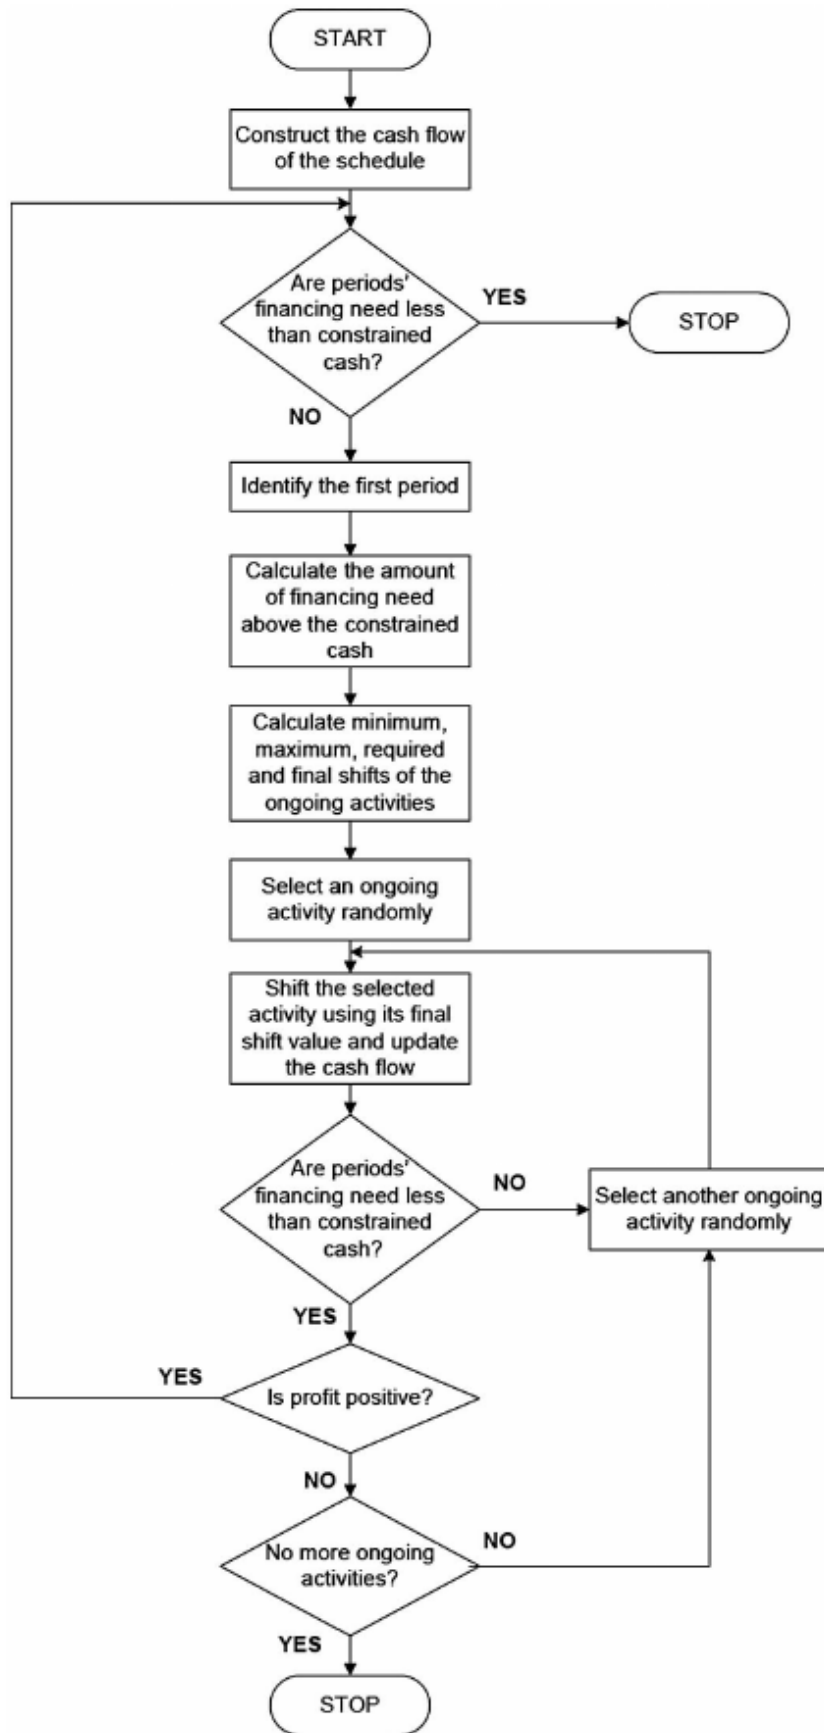 START
Construct the cash flow
of the schedule
Are periods'
financing need less
than constrained
cash?
YES
STOP
NO
Identify the first period
Calculate the amount
of financing need
above the constrained
cash
Calculate minimum,
maximum, required
and final shifts of the
ongoing activities
Select an ongoing
activity randomly
Shift the selected
activity using its final
shift value and update
the cash flow
Are periods'
financing need less
than constrained
cash?
NO
Select another ongoing
activity randomly
YES
YES
Is profit positive?
NO
No more ongoing
activities?
NO
YES
STOP